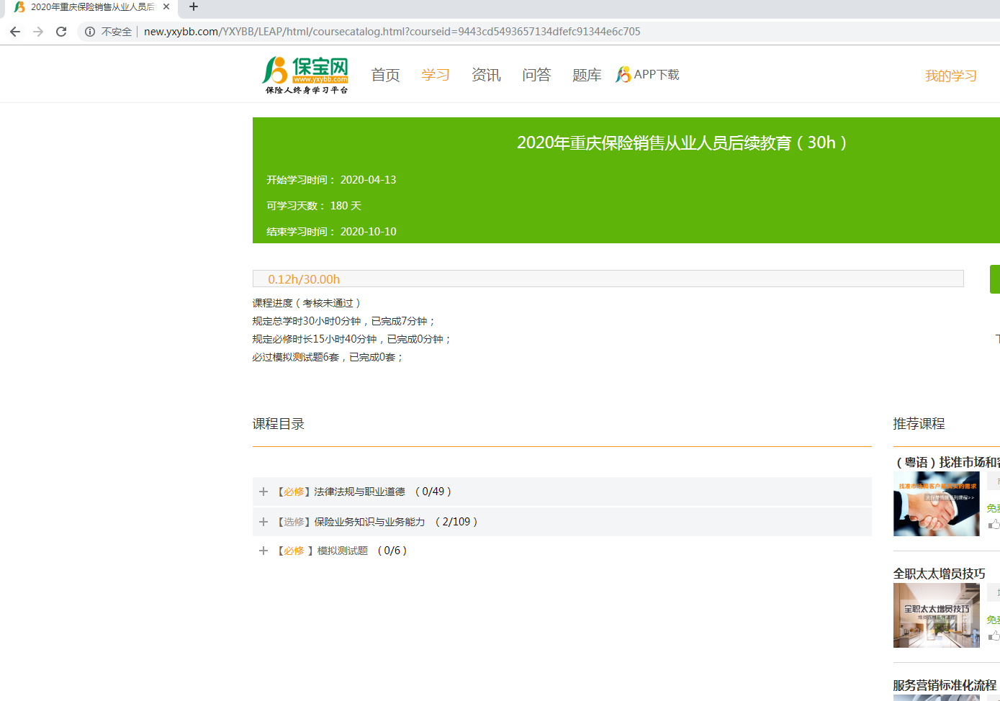 2020年重庆保险销售从业人员后
不安全 new.yxybb.com/YXYBB/LEAP/html/coursecatalog.html?courseid=9443cd5493657134dfefc91344e6c705
保宝网
www.yxybb.com
保险人终身学习平台
首页 学习 资讯 问答 题库 APP下载 我的学习
2020年重庆保险销售从业人员后续教育（30h）
开始学习时间： 2020-04-13
可学习天数： 180 天
结束学习时间： 2020-10-10
0.12h/30.00h
课程进度（考核未通过）
规定总学时30小时0分钟，已完成7分钟；
规定必修时长15小时40分钟，已完成0分钟；
必过模拟测试题6套，已完成0套；
课程目录
【必修】法律法规与职业道德 （0/49）
【选修】保险业务知识与业务能力 （2/109）
【必修 】模拟测试题 （0/6）
推荐课程
（粤语）找准市场和客
找准市场和客户最真实的需求
免费
全职太太增员技巧
全职太太增员技巧
免费
服务营销标准化流程